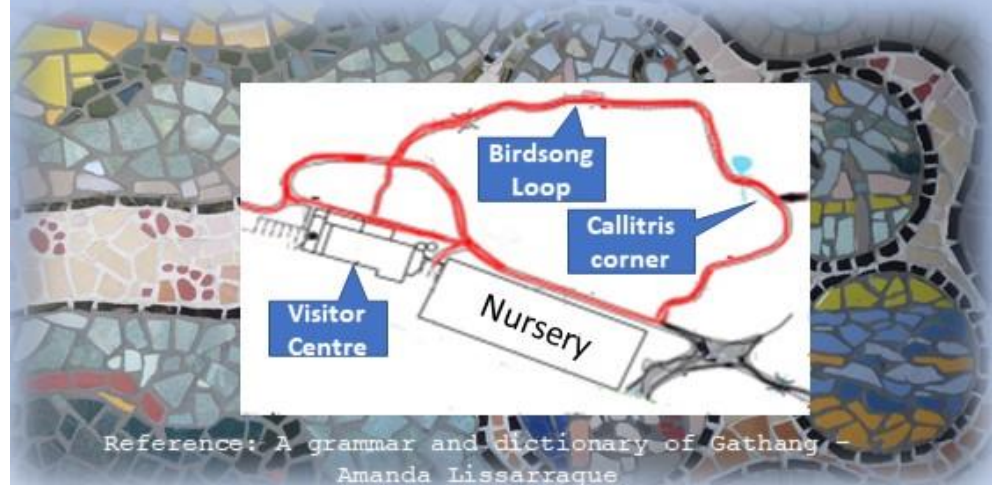 Birdsong
Loop
Callitris
corner
Visitor
Centre
Nursery
Reference: A grammar and dictionary of Gathang –
Amanda Lissarrague